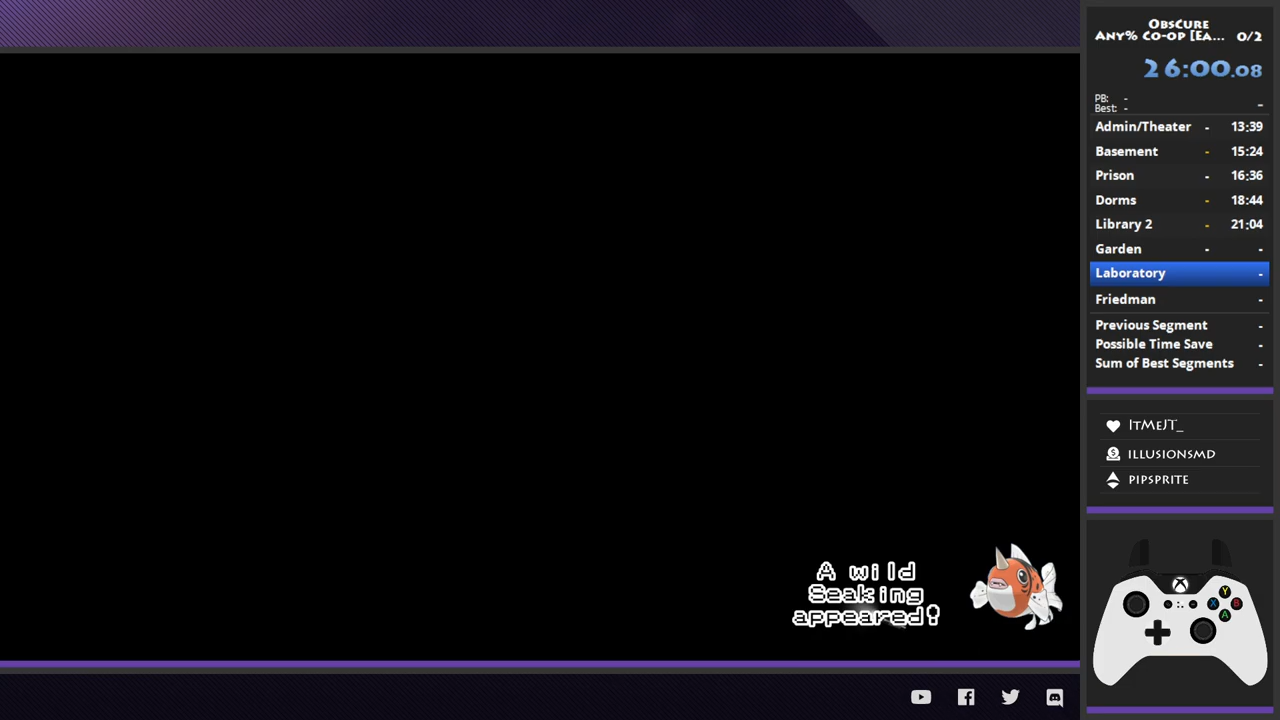 ObsCure
Any% Co-op [Ea... 0/2
26:00.08
PB: -
Best: - -
Admin/Theater - 13:39
Basement - 15:24
Prison - 16:36
Dorms - 18:44
Library 2 - 21:04
Garden - -
Laboratory -
Friedman -
Previous Segment -
Possible Time Save -
Sum of Best Segments -
ItMeJT_
illusionsmd
pipsprite
A wild
Seaking
appeared!
Y
X B
A